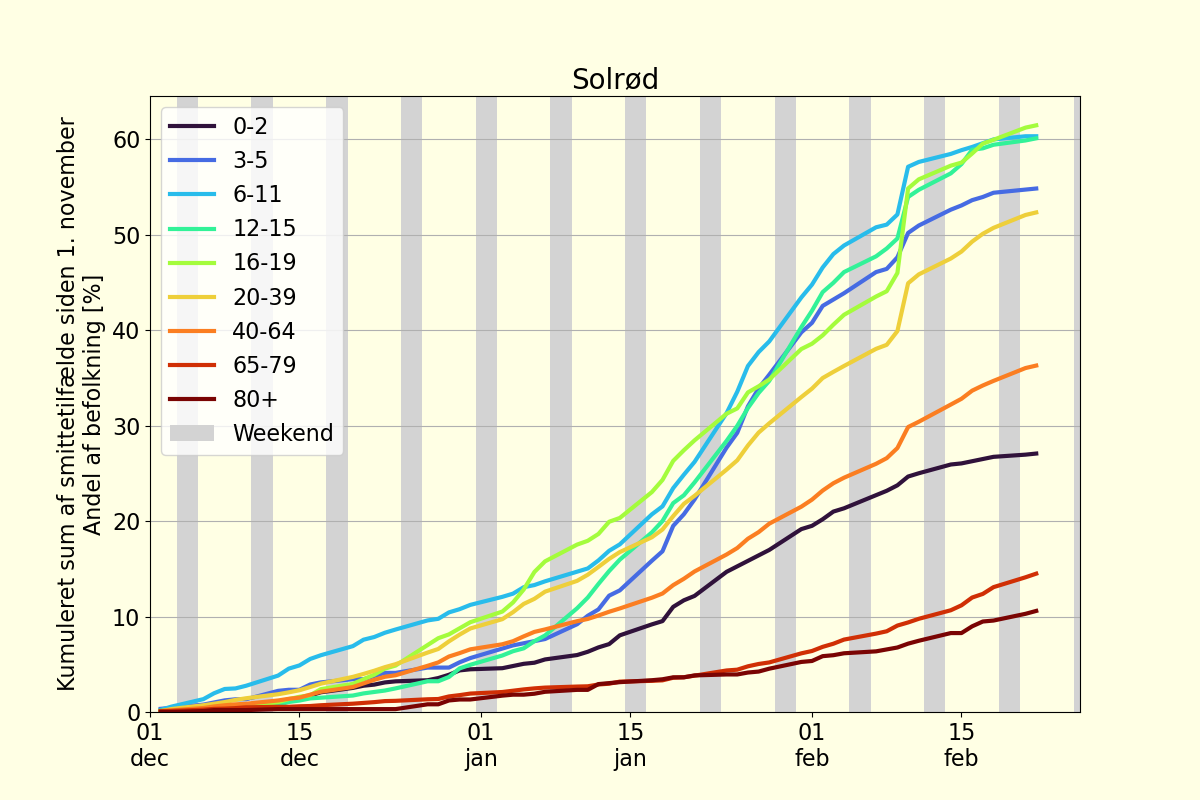 Solrød
Kumuleret sum af smittetilfælde siden 1. november
Andel af befolkning [%]
60
50
40
30
20
10
0
0-2
3-5
6-11
12-15
16-19
20-39
40-64
65-79
80+
Weekend
01 15 01 15 01 15
dec dec jan jan feb feb